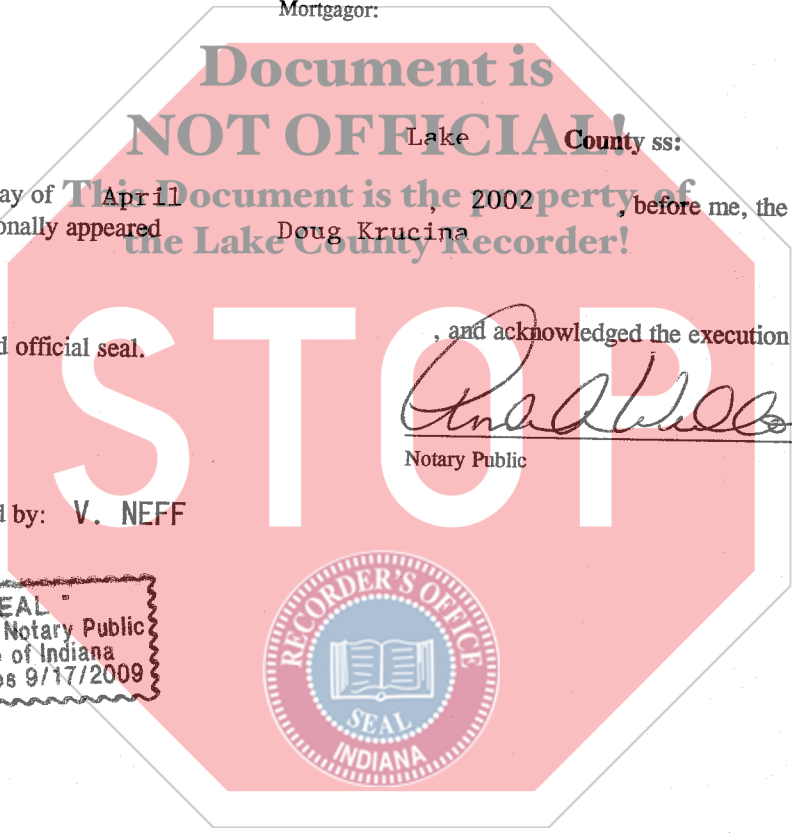 Mortgagor:
Document is
NOT OFFICIAL!
Lake County ss:
ay of April , 2002 , before me, the
This Document is the property of
onally appeared Doug Krucina
the Lake County Recorder!
STOP
, and acknowledged the execution
d official seal.
Notary Public
d by: V. NEFF
EAL "
Notary Public
e of Indiana
es 9/17/2009
RECORDER'S OFFICE
SEAL
INDIANA